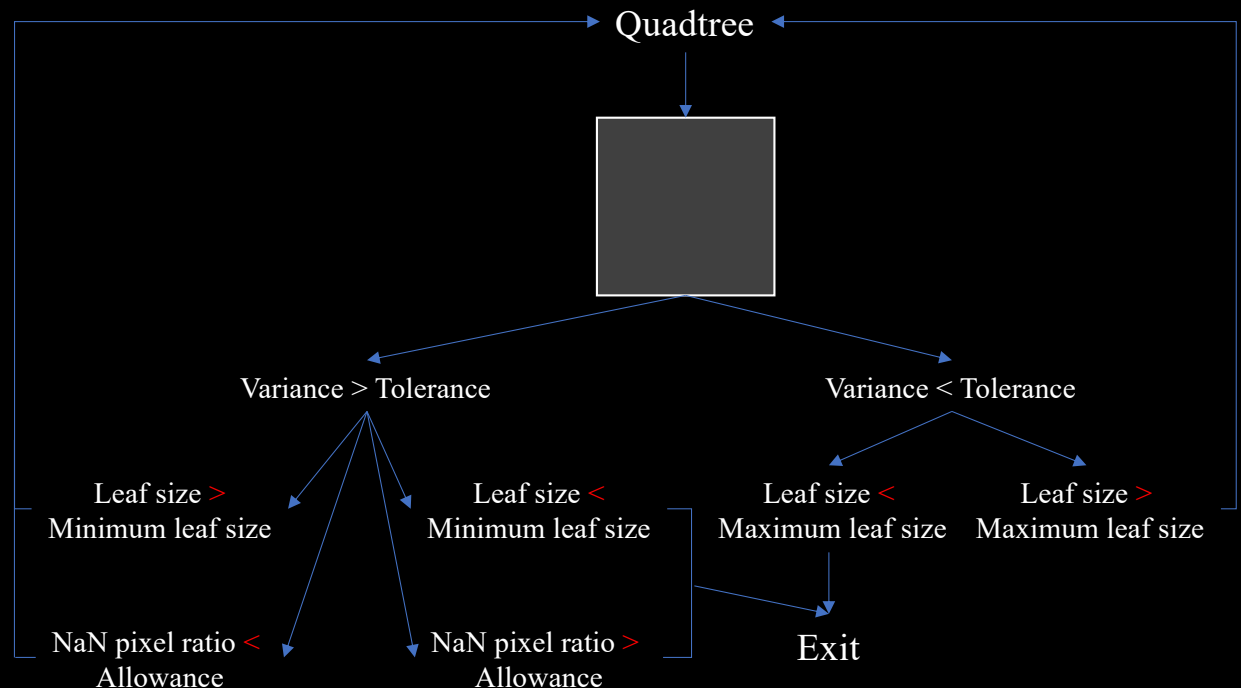 Quadtree
Variance > Tolerance
Variance < Tolerance
Leaf size >
Minimum leaf size
Leaf size <
Minimum leaf size
Leaf size <
Maximum leaf size
Leaf size >
Maximum leaf size
NaN pixel ratio <
Allowance
NaN pixel ratio >
Allowance
Exit